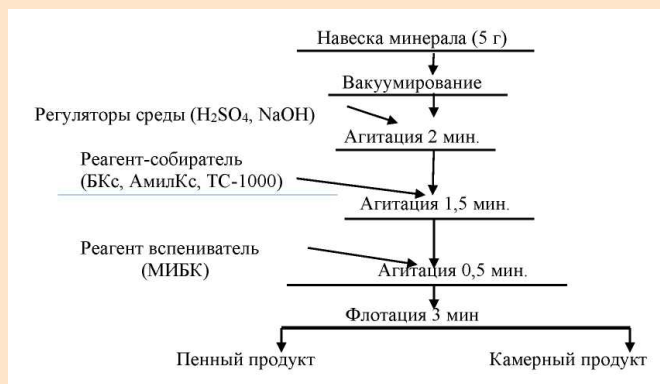 Навеска минерала (5 г)
Вакуумирование
Регуляторы среды (H₂SO₄, NaOH)
Агитация 2 мин.
Реагент-собиратель
(БКс, АмилКс, ТС-1000)
Агитация 1,5 мин.
Реагент вспениватель
(МИБК)
Агитация 0,5 мин.
Флотация 3 мин
Пенный продукт
Камерный продукт